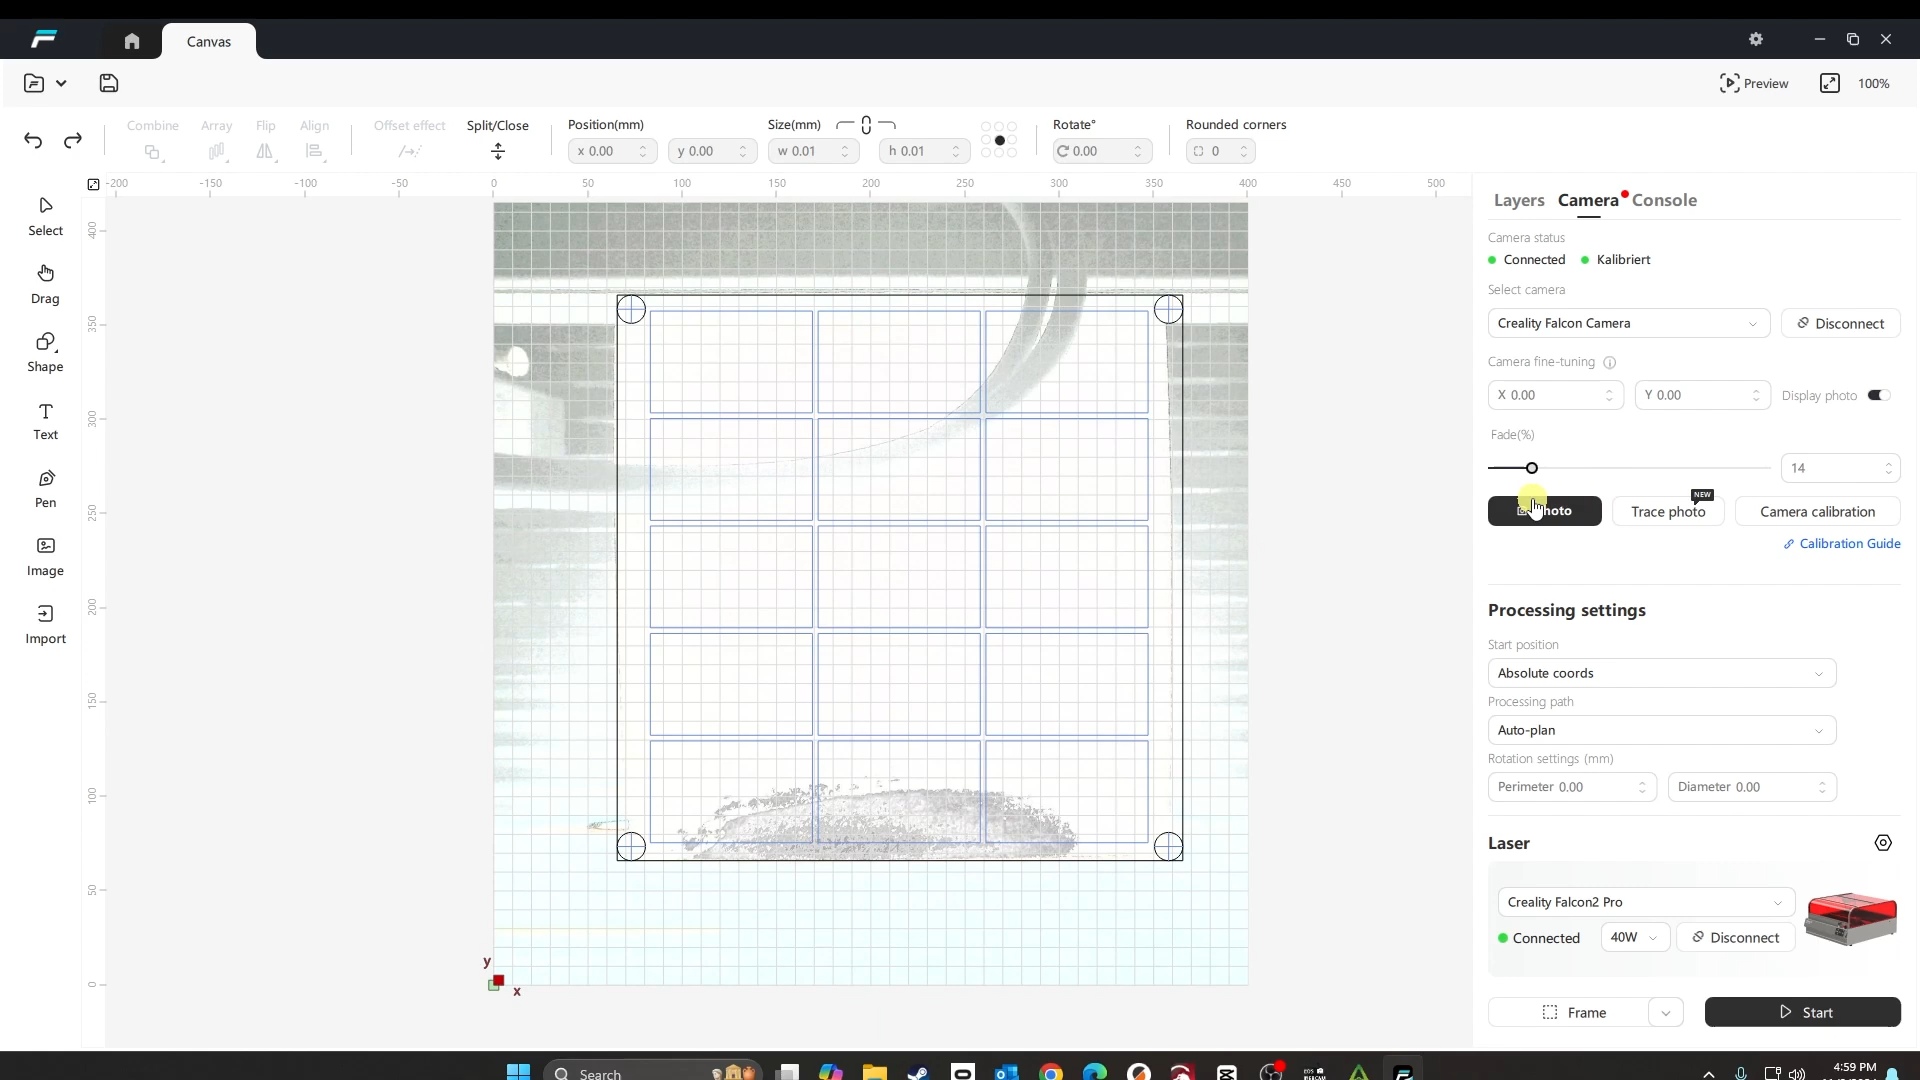 Canvas
Preview 100%
Combine Array Flip Align Offset effect Split/Close Position(mm) Size(mm) Rotate° Rounded corners
x 0.00 y 0.00 w 0.01 h 0.01 0.00 0
-200 -150 -100 -50 0 50 100 150 200 250 300 350 400 450 500
400
350
300
250
200
150
100
50
0
Select
Drag
Shape
Text
Pen
Image
Import
y
x
Layers Camera Console
Camera status
Connected Kalibriert
Select camera
Creality Falcon Camera Disconnect
Camera fine-tuning
X 0.00 Y 0.00 Display photo
Fade(%)
14
NEW
Trace photo Camera calibration
Calibration Guide
Processing settings
Start position
Absolute coords
Processing path
Auto-plan
Rotation settings (mm)
Perimeter 0.00 Diameter 0.00
Laser
Creality Falcon2 Pro
Connected 40W Disconnect
Frame Start
Search
4:59 PM